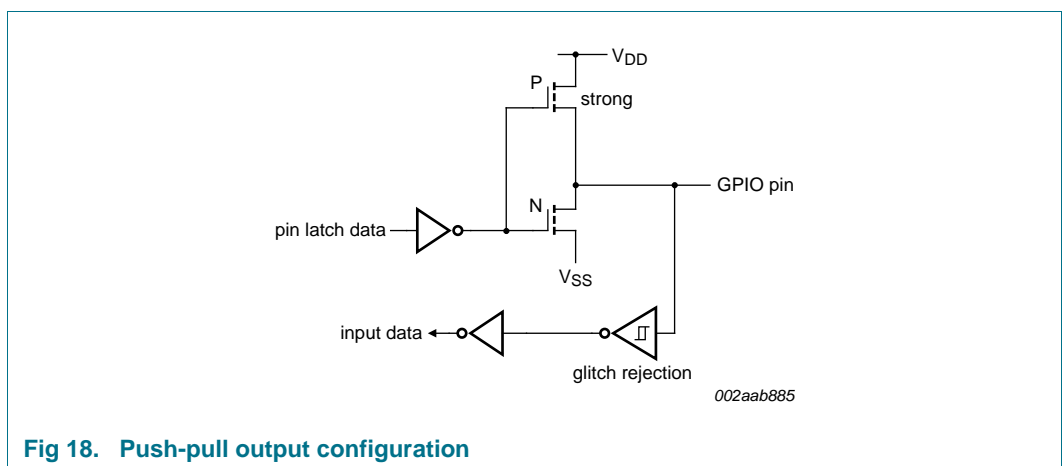 VDD
P
strong
GPIO pin
N
pin latch data
VSS
input data
glitch rejection
002aab885
Fig 18. Push-pull output configuration